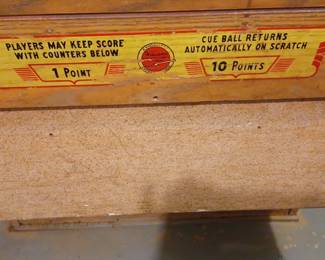 PLAYERS MAY KEEP SCORE
WITH COUNTERS BELOW
1 POINT
CUE BALL RETURNS
AUTOMATICALLY ON SCRATCH
10 POINTS